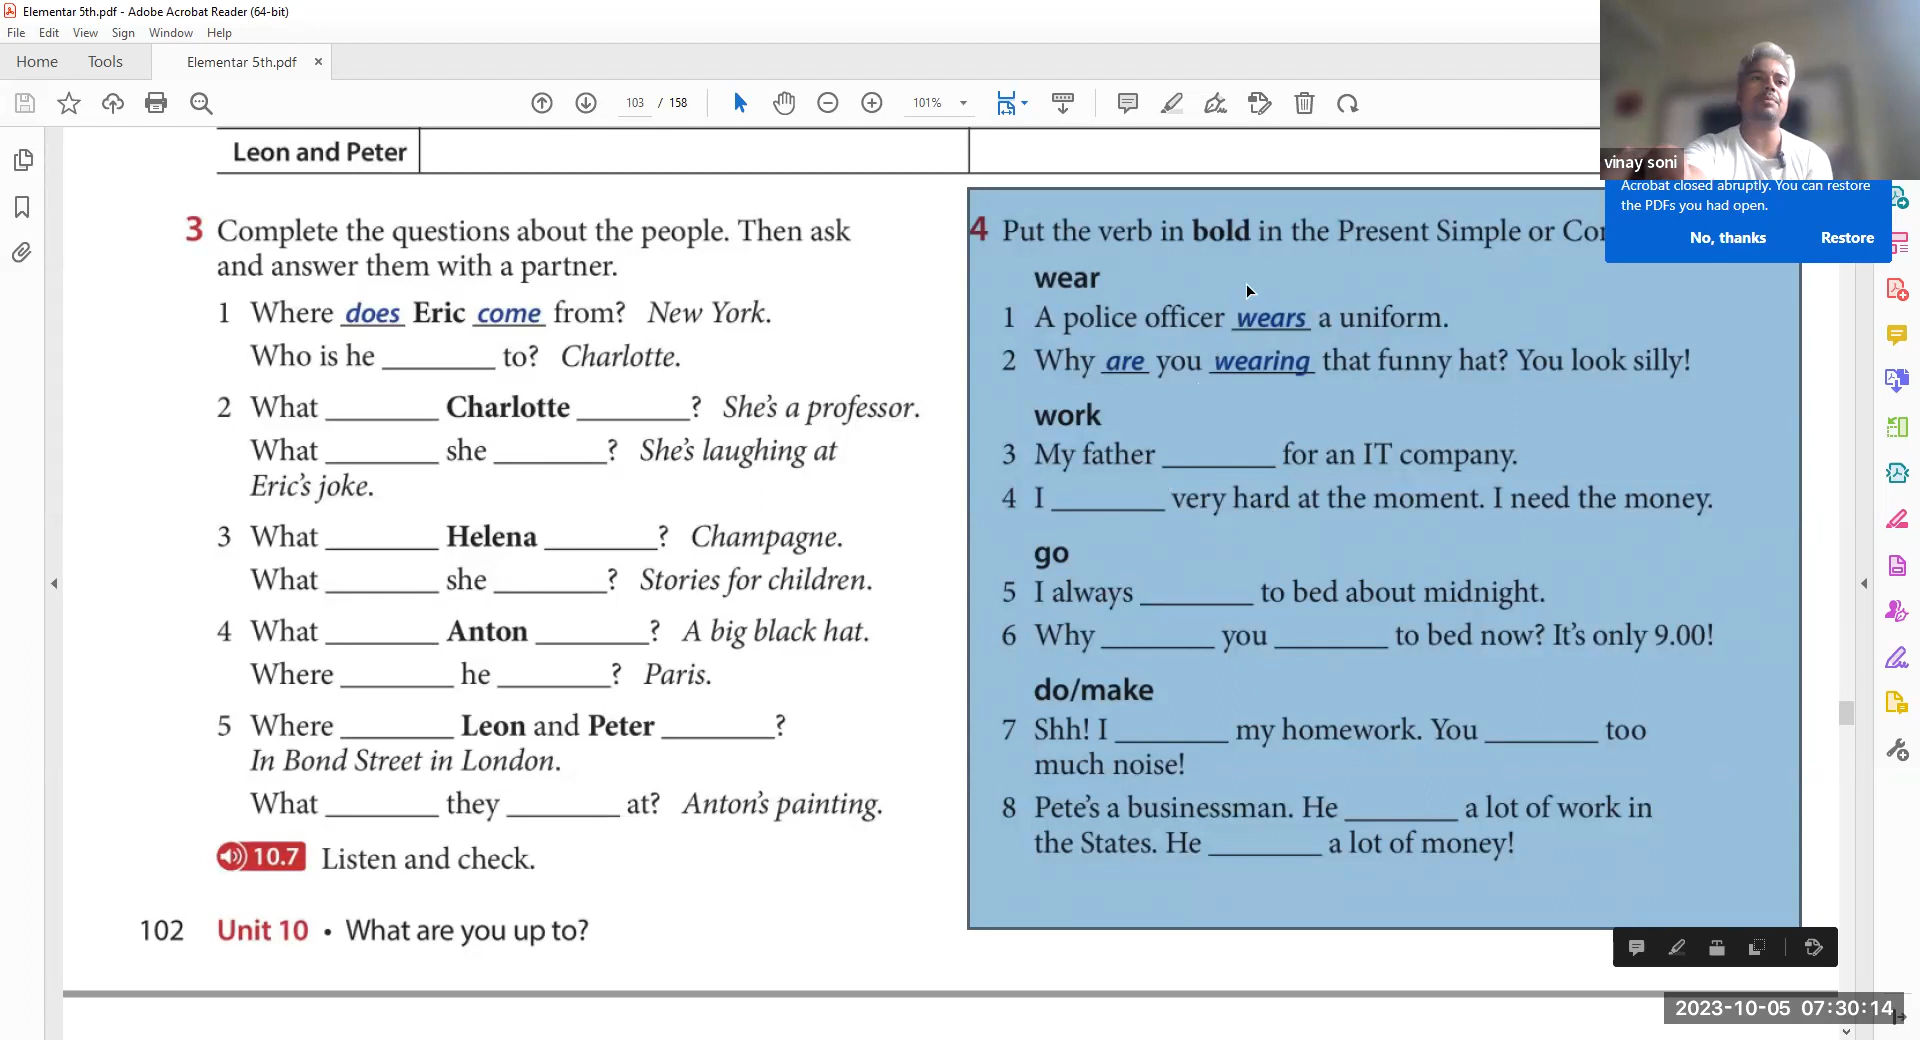 Elementar 5th.pdf - Adobe Acrobat Reader (64-bit)
File Edit View Sign Window Help
Home Tools Elementar 5th.pdf ×
103 / 158 101%
vinay soni
Acrobat closed abruptly. You can restore
the PDFs you had open.
No, thanks Restore
Leon and Peter
3 Complete the questions about the people. Then ask
and answer them with a partner.
1 Where does Eric come from? New York.
Who is he ________ to? Charlotte.
2 What ________ Charlotte ________? She's a professor.
What ________ she ________? She's laughing at
Eric's joke.
3 What ________ Helena ________? Champagne.
What ________ she ________? Stories for children.
4 What ________ Anton ________? A big black hat.
Where ________ he ________? Paris.
5 Where ________ Leon and Peter ________?
In Bond Street in London.
What ________ they ________ at? Anton's painting.
10.7 Listen and check.
102 Unit 10 • What are you up to?
4 Put the verb in bold in the Present Simple or Co
wear
1 A police officer wears a uniform.
2 Why are you wearing that funny hat? You look silly!
work
3 My father ________ for an IT company.
4 I ________ very hard at the moment. I need the money.
go
5 I always ________ to bed about midnight.
6 Why ________ you ________ to bed now? It's only 9.00!
do/make
7 Shh! I ________ my homework. You ________ too
much noise!
8 Pete's a businessman. He ________ a lot of work in
the States. He ________ a lot of money!
2023-10-05 07:30:14